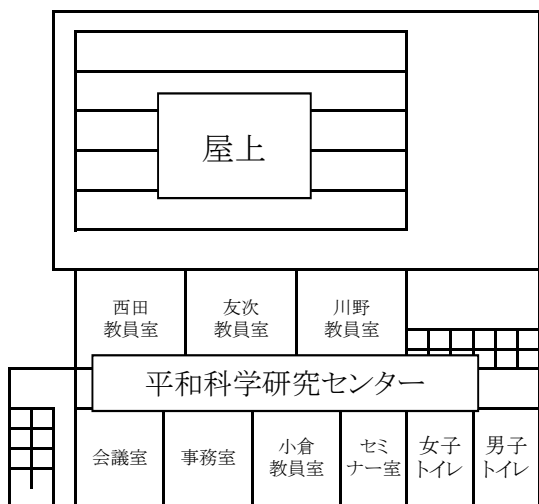 屋上
西田
教員室
友次
教員室
川野
教員室
平和科学研究センター
会議室
事務室
小倉
教員室
セミ
ナー室
女子
トイレ
男子
トイレ